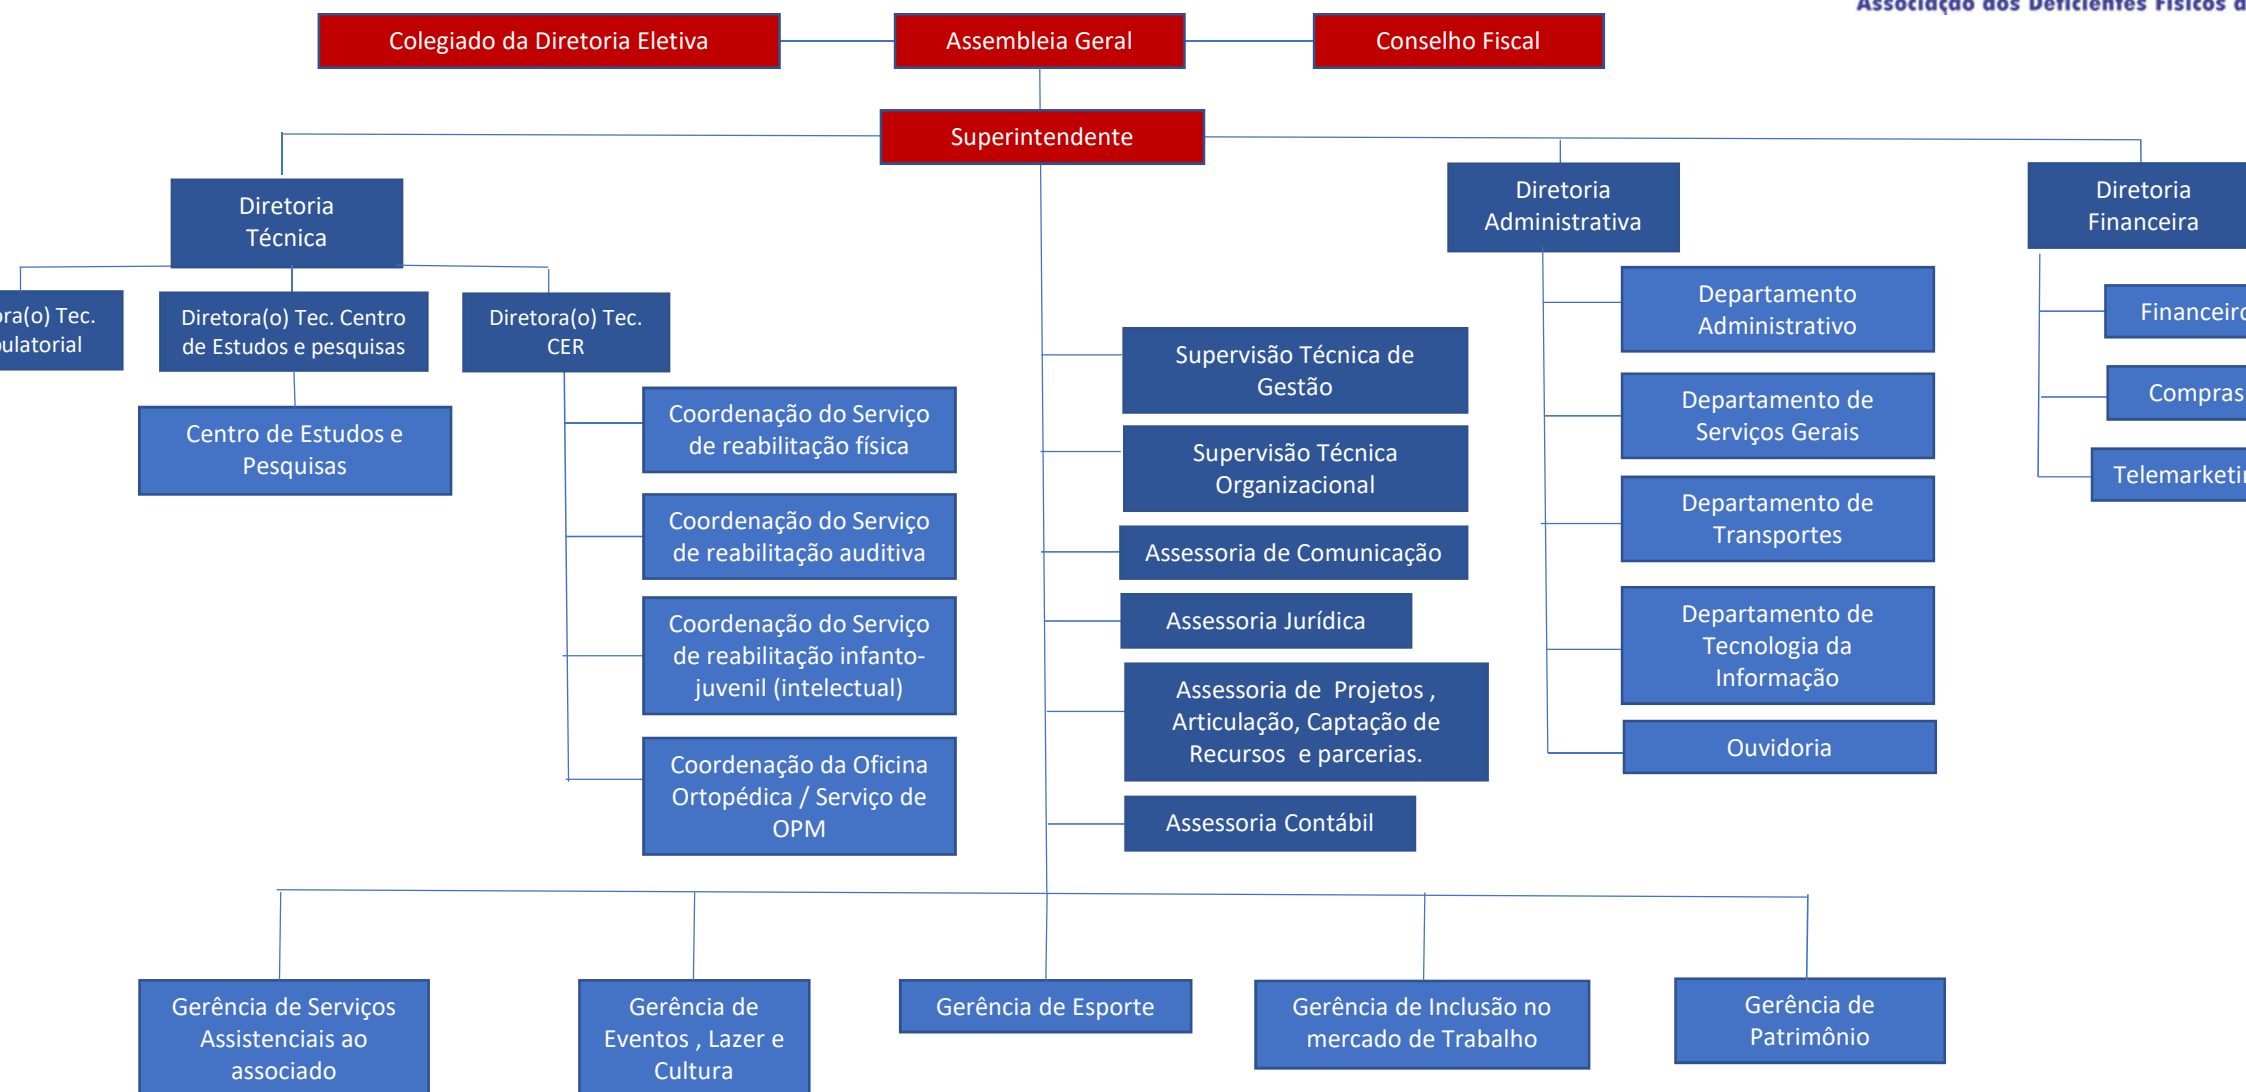 Associação dos Deficientes Físicos
Colegiado da Diretoria Eletiva
Assembleia Geral
Conselho Fiscal
Superintendente
Diretoria
Técnica
Diretoria
Administrativa
Diretoria
Financeira
Tec.
Diretora(o) Tec. Centro
de Estudos e pesquisas
Diretora(o) Tec.
CER
Centro de Estudos e
Pesquisas
Coordenação do Serviço
de reabilitação física
Coordenação do Serviço
de reabilitação auditiva
Coordenação do Serviço
de reabilitação infanto-
juvenil (intelectual)
Coordenação da Oficina
Ortopédica / Serviço de
OPM
Supervisão Técnica de
Gestão
Supervisão Técnica
Organizacional
Assessoria de Comunicação
Assessoria Jurídica
Assessoria de Projetos ,
Articulação, Captação de
Recursos e parcerias.
Assessoria Contábil
Departamento
Administrativo
Departamento de
Serviços Gerais
Departamento de
Transportes
Departamento de
Tecnologia da
Informação
Ouvidoria
Financeiro
Compras
Gerência de Serviços
Assistenciais ao
associado
Gerência de
Eventos , Lazer e
Cultura
Gerência de Esporte
Gerência de Inclusão no
mercado de Trabalho
Gerência de
Patrimônio